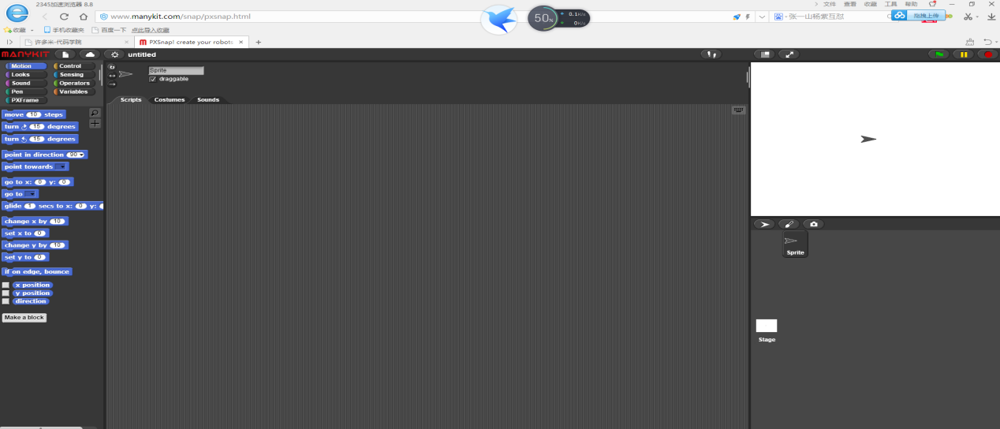 2345加速浏览器 8.8
文件 查看 收藏 工具 帮助
www.manykit.com/snap/pxsnap.html
50%
0.1K/s
0K/s
张一山杨紫互怼
拖拽上传
收藏
手机收藏夹
百度一下
点此导入收藏
许多米-代码学院
PXSnap! create your robots
MANYKIT
untitled
Motion
Control
Looks
Sensing
Sound
Operators
Pen
Variables
PXFrame
Sprite
draggable
Scripts
Costumes
Sounds
move 10 steps
turn 15 degrees
turn 15 degrees
point in direction 90
point towards
go to x: 0 y: 0
go to
glide 1 secs to x: 0 y:
change x by 10
set x to 0
change y by 10
set y to 0
if on edge, bounce
x position
y position
direction
Make a block
Sprite
Stage